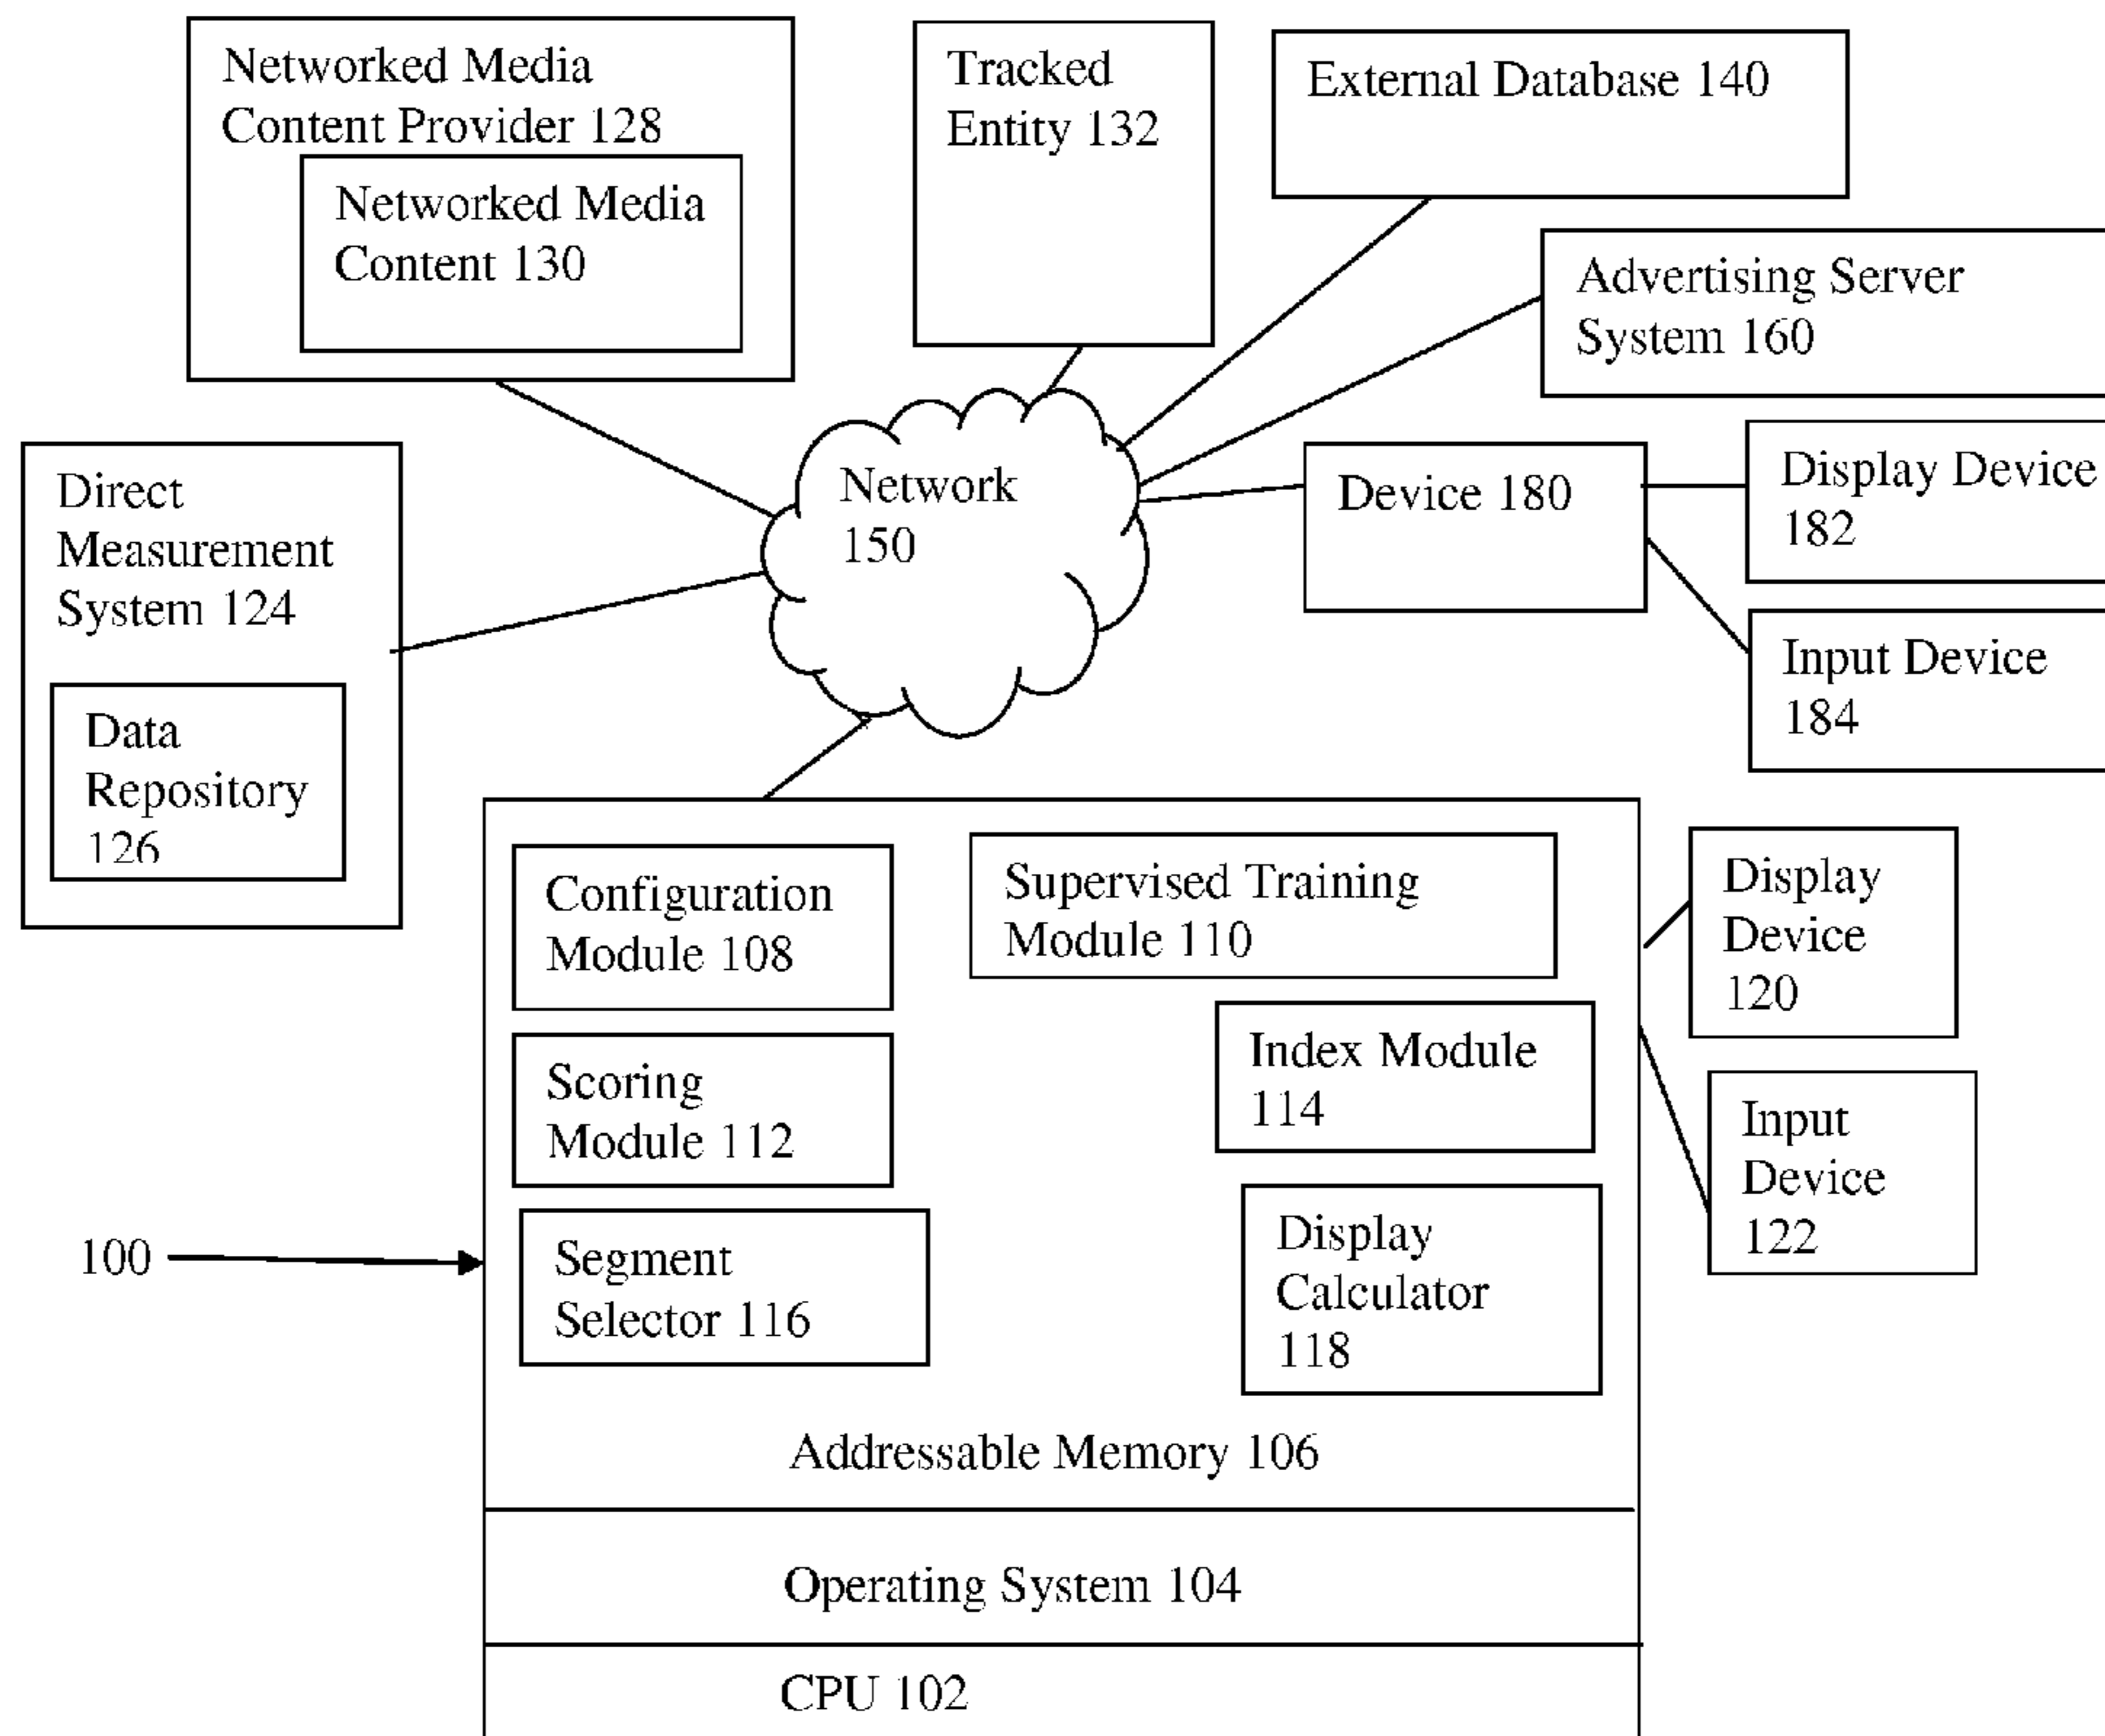 Networked Media
Content Provider 128
Networked Media
Content 130
Tracked
Entity 132
External Database 140
Advertising Server
System 160
Direct
Measurement
System 124
Data
Repository
126
Network
150
Device 180
Display Device
182
Input Device
184
Configuration
Module 108
Supervised Training
Module 110
Scoring
Module 112
Index Module
114
Segment
Selector 116
Display
Calculator
118
Addressable Memory 106
Operating System 104
CPU 102
Display
Device
120
Input
Device
122
100